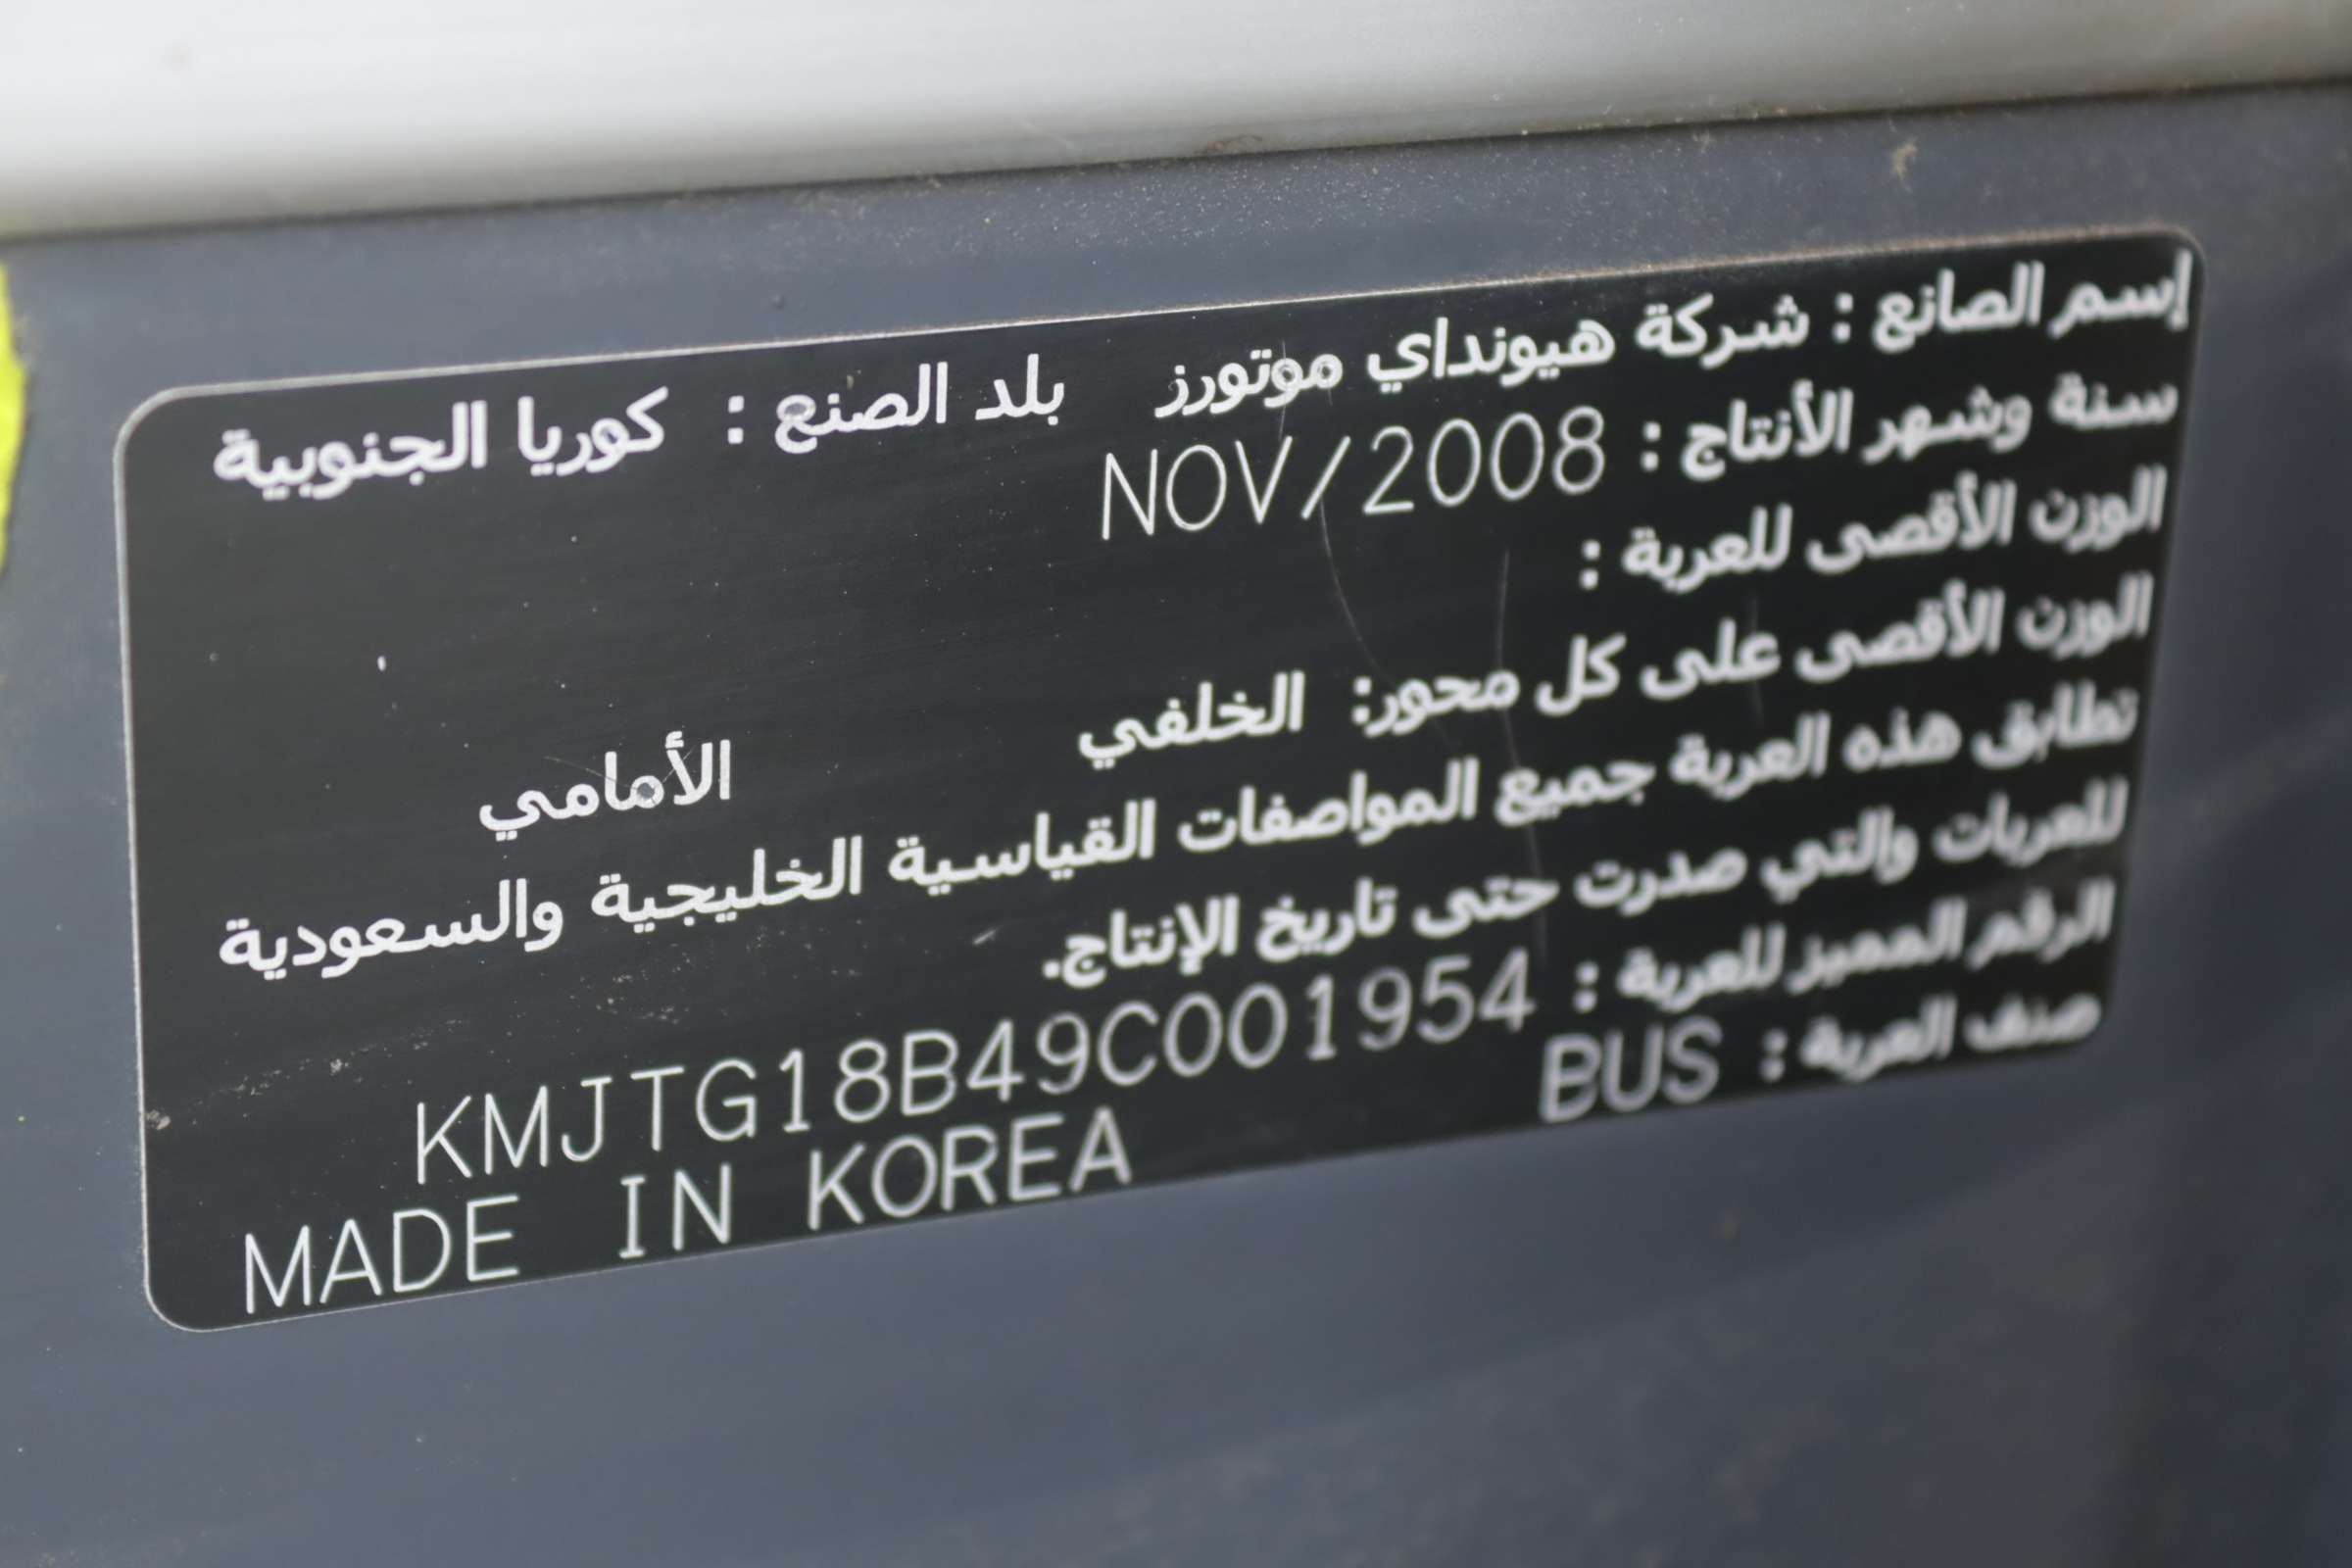 إسم الصانع : شركة هيونداي موتورز بلد الصنع : كوريا الجنوبية
سنة وشهر الأنتاج : NOV/2008
الوزن الأقصى للعربة :
الوزن الأقصى على كل محور: الخلفي الأمامي
تطابق هذه العربة جميع المواصفات القياسية الخليجية والسعودية
للعربات والتي صدرت حتى تاريخ الإنتاج.
الرقم المميز للعربة : KMJTG18B49C001954
صنف العربة : BUS MADE IN KOREA